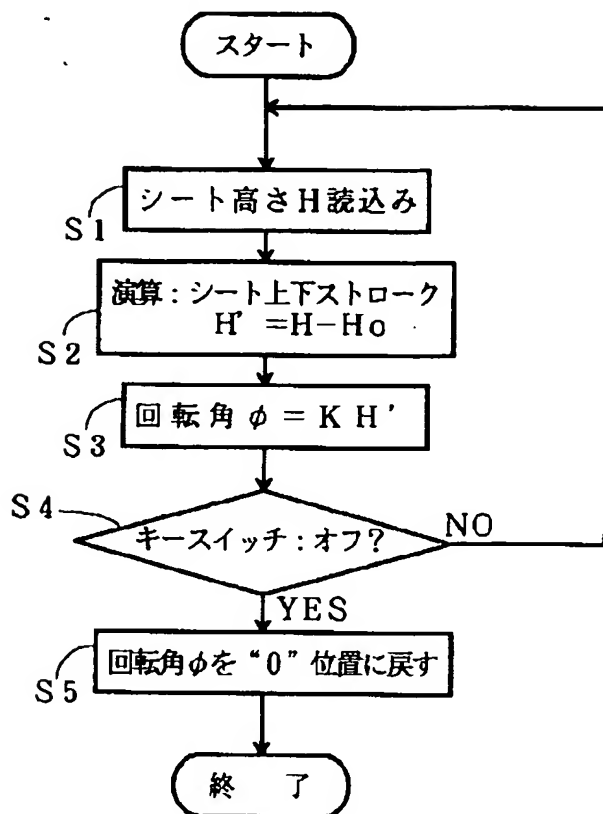 スタート
シート高さH読込み
S1
演算:シート上下ストローク
H'=H-Ho
S2
回転角φ=KH'
S3
S4
キースイッチ:オフ?
NO
YES
回転角φを“0”位置に戻す
S5
終 了